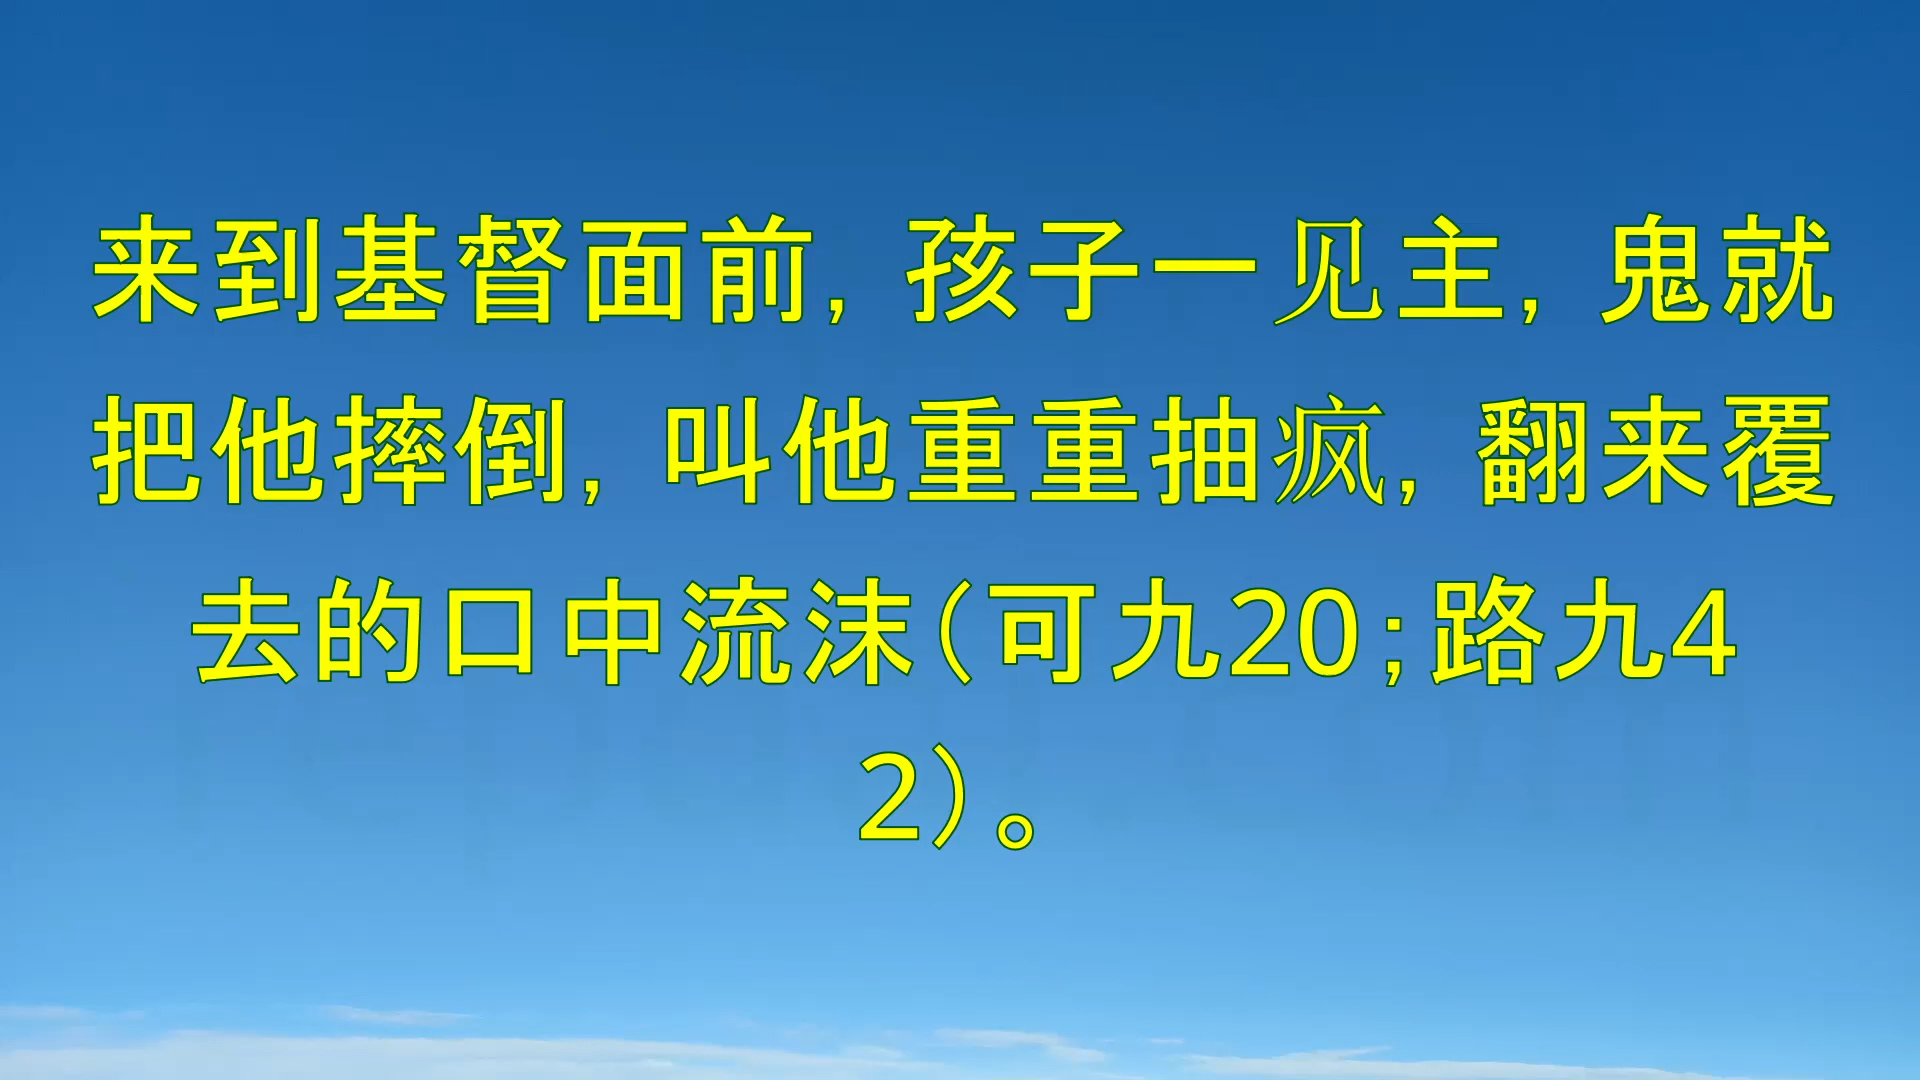 来到基督面前，孩子一见主，鬼就
把他摔倒，叫他重重抽疯，翻来覆
去的口中流沫（可九20；路九4
2）。